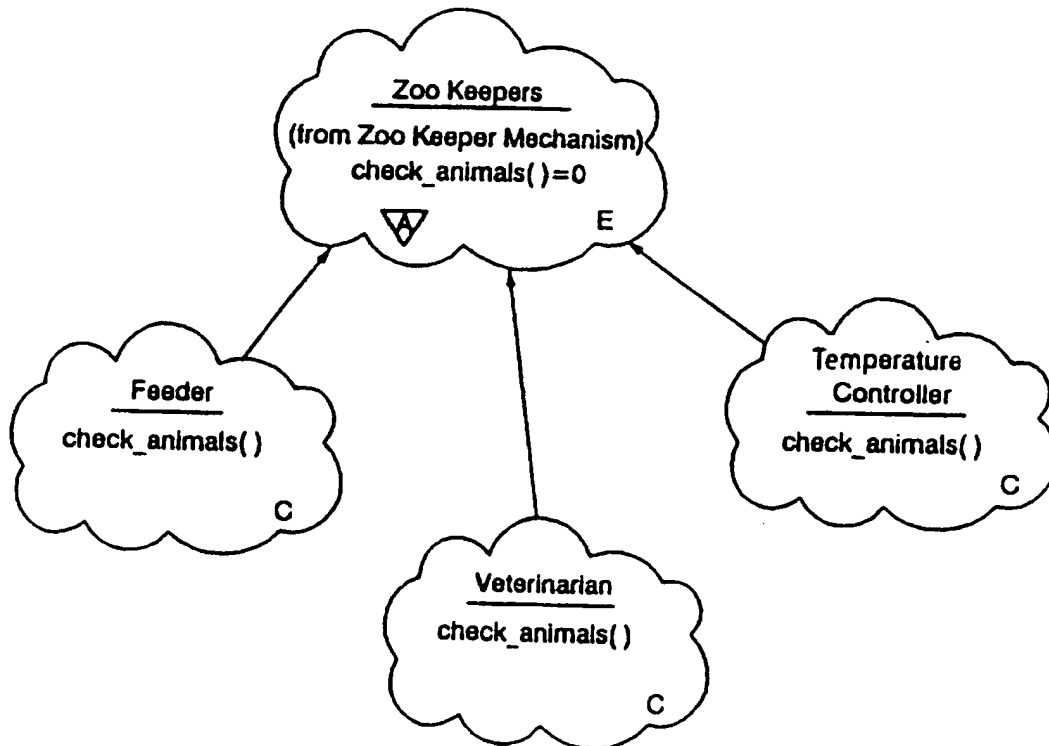 Zoo Keepers
(from Zoo Keeper Mechanism)
check_animals()=0
A
E
Feeder
check_animals()
C
Temperature
Controller
check_animals()
C
Veterinarian
check_animals()
C